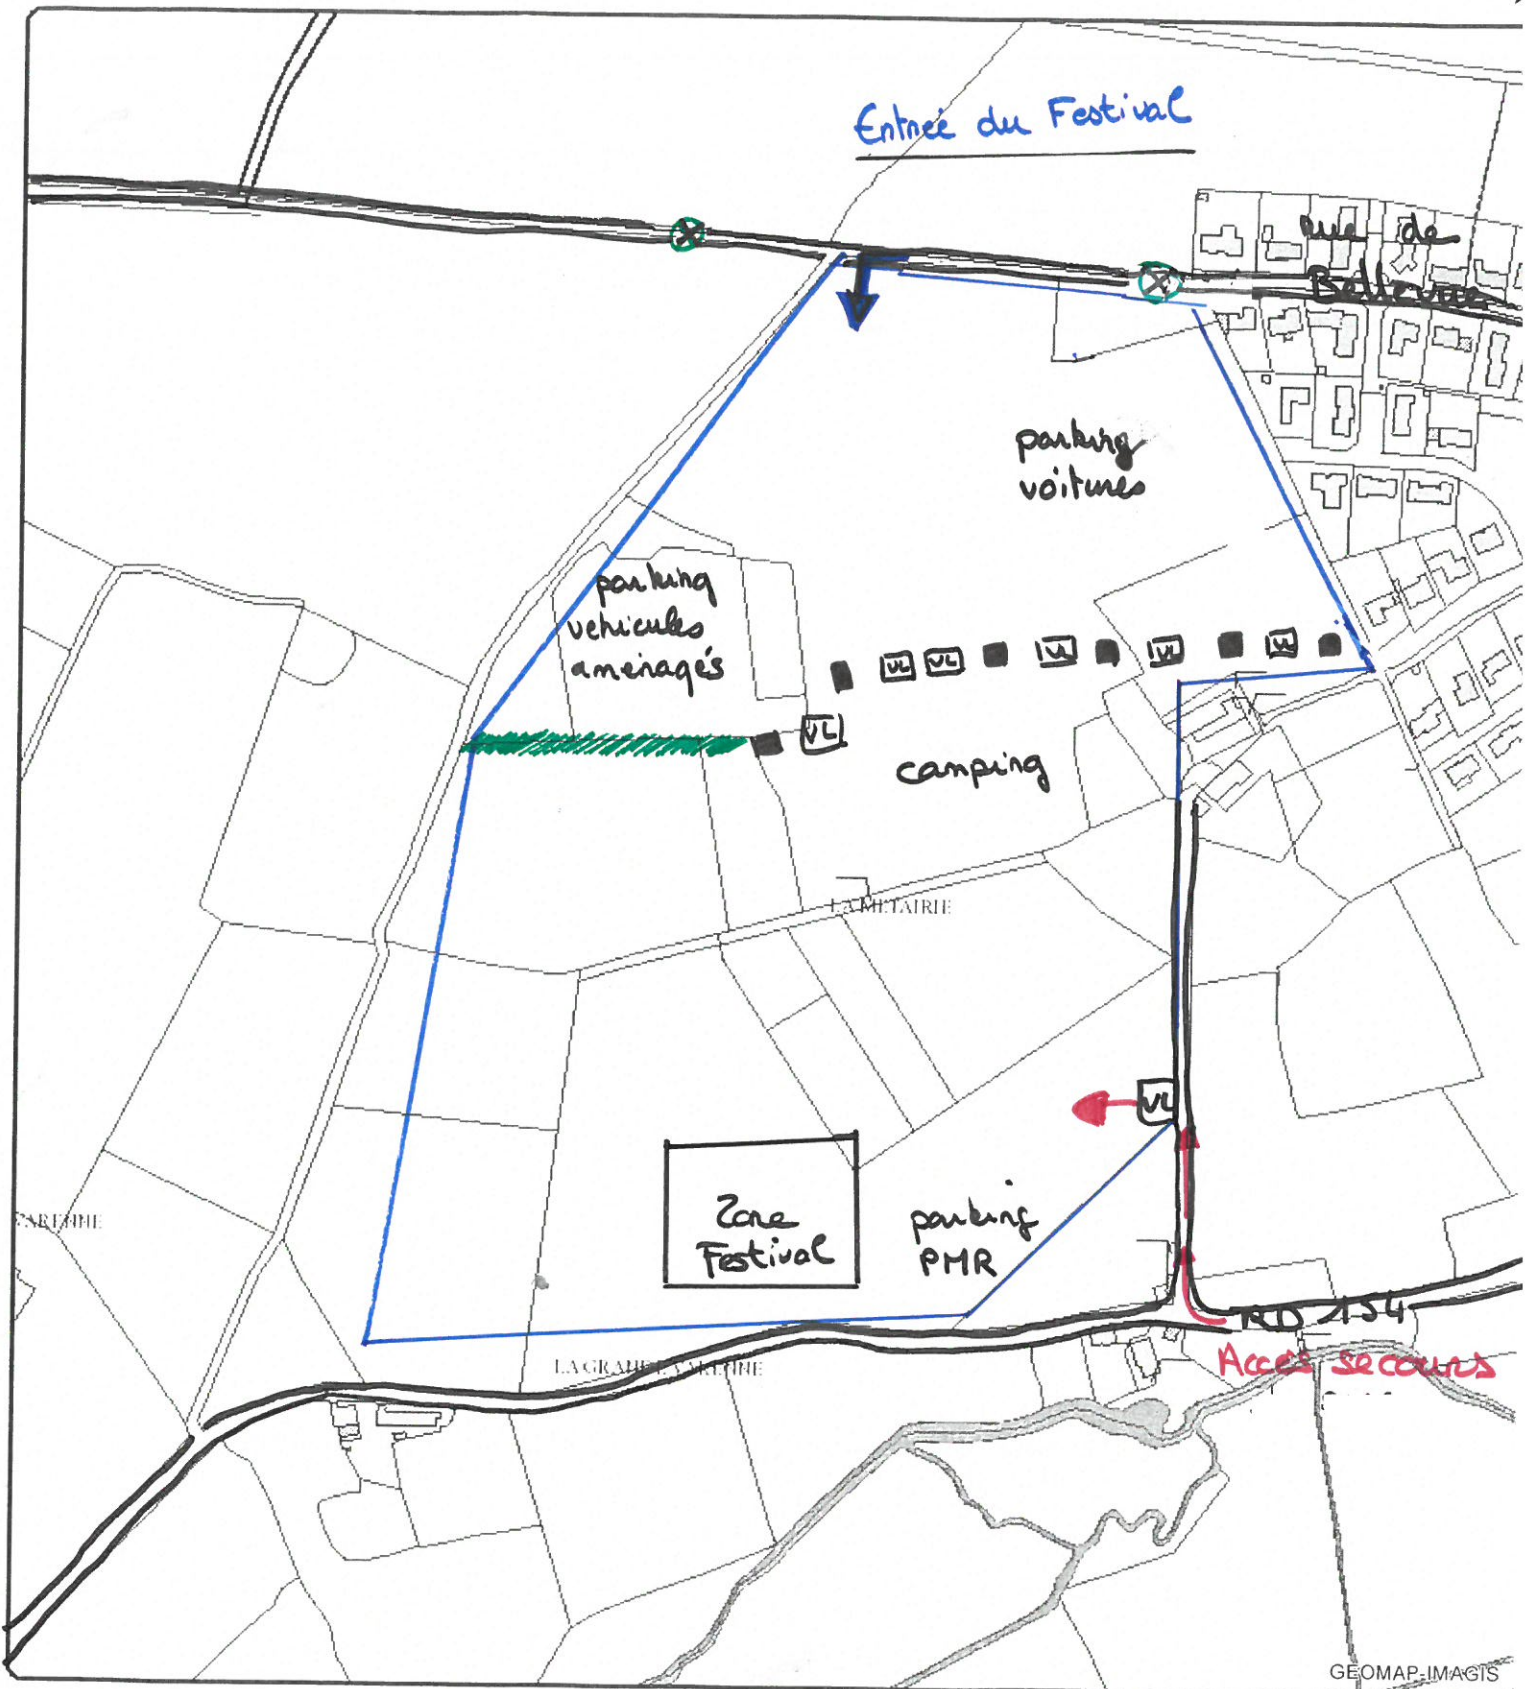 Entrée du Festival
rue de
Bellevue
parking
voitures
parking
vehicules
aménagés
VL
VL
VL
VL
VL
VL
camping
LA METAIRIE
VL
VARENNE
Zone
Festival
parking
PMR
RD 154
Accès secours
LA GRANDE VARENNE
GEOMAP-IMAGIS